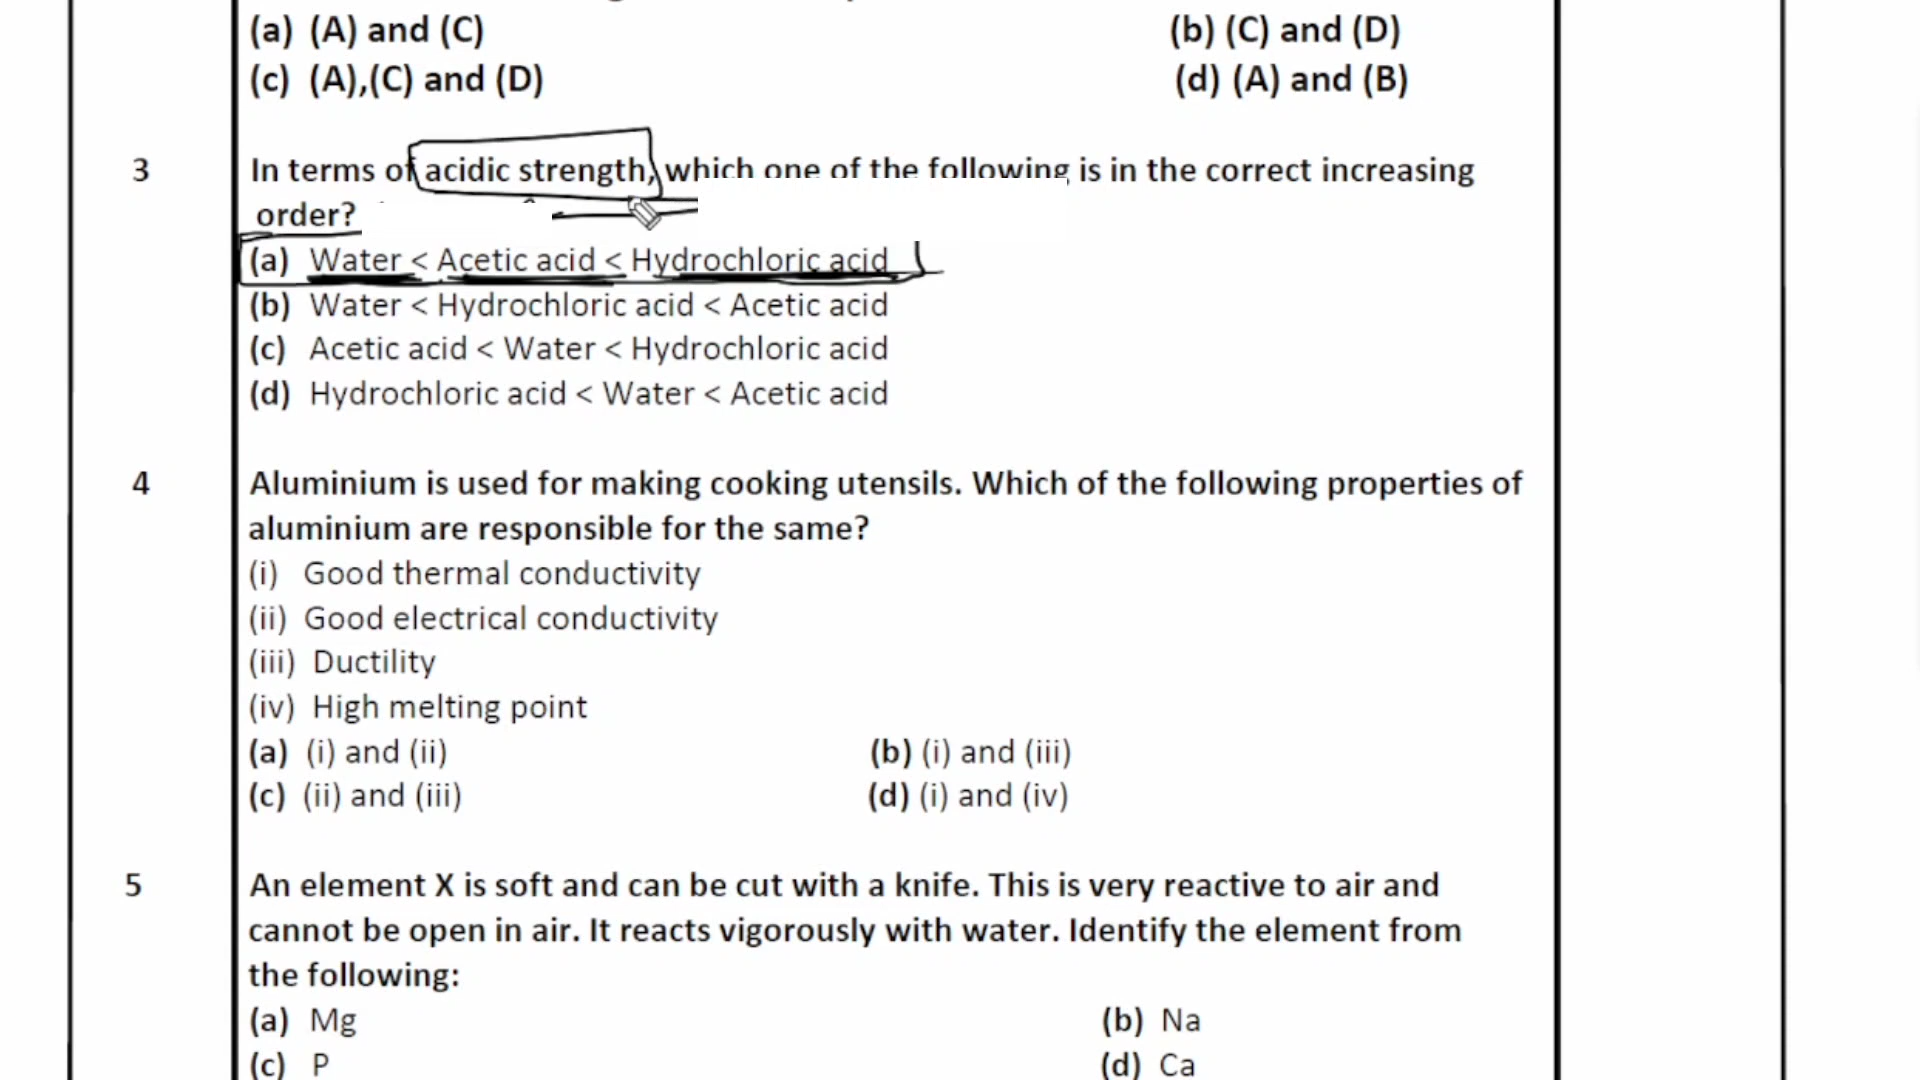 (a) (A) and (C) (b) (C) and (D)
(c) (A),(C) and (D) (d) (A) and (B)
3 In terms of acidic strength, which one of the following is in the correct increasing
order?
(a) Water < Acetic acid < Hydrochloric acid
(b) Water < Hydrochloric acid < Acetic acid
(c) Acetic acid < Water < Hydrochloric acid
(d) Hydrochloric acid < Water < Acetic acid
4 Aluminium is used for making cooking utensils. Which of the following properties of
aluminium are responsible for the same?
(i) Good thermal conductivity
(ii) Good electrical conductivity
(iii) Ductility
(iv) High melting point
(a) (i) and (ii) (b) (i) and (iii)
(c) (ii) and (iii) (d) (i) and (iv)
5 An element X is soft and can be cut with a knife. This is very reactive to air and
cannot be open in air. It reacts vigorously with water. Identify the element from
the following:
(a) Mg (b) Na
(c) P (d) Ca